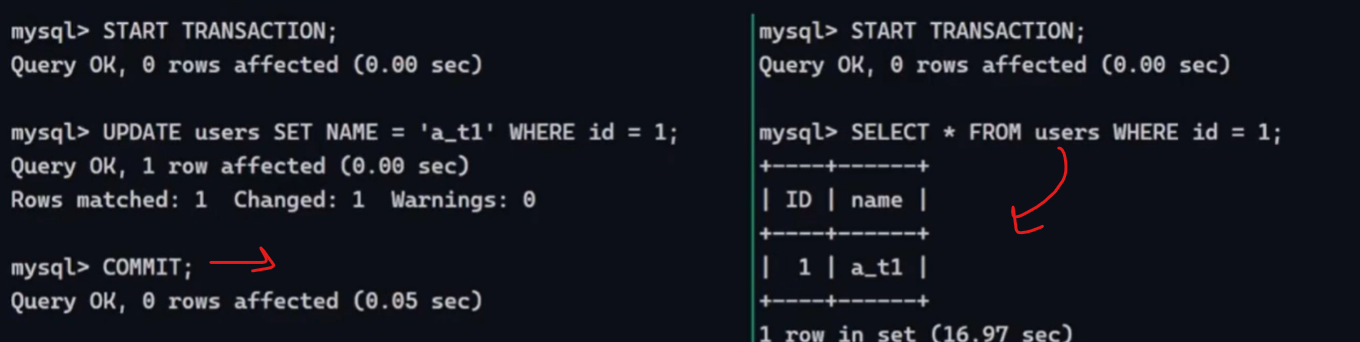 mysql> START TRANSACTION;
Query OK, 0 rows affected (0.00 sec)
mysql> UPDATE users SET NAME = 'a_t1' WHERE id = 1;
Query OK, 1 row affected (0.00 sec)
Rows matched: 1  Changed: 1  Warnings: 0
mysql> COMMIT;
Query OK, 0 rows affected (0.05 sec)
mysql> START TRANSACTION;
Query OK, 0 rows affected (0.00 sec)
mysql> SELECT * FROM users WHERE id = 1;
+----+------+
| ID | name |
+----+------+
|  1 | a_t1 |
+----+------+
1 row in set (16.97 sec)